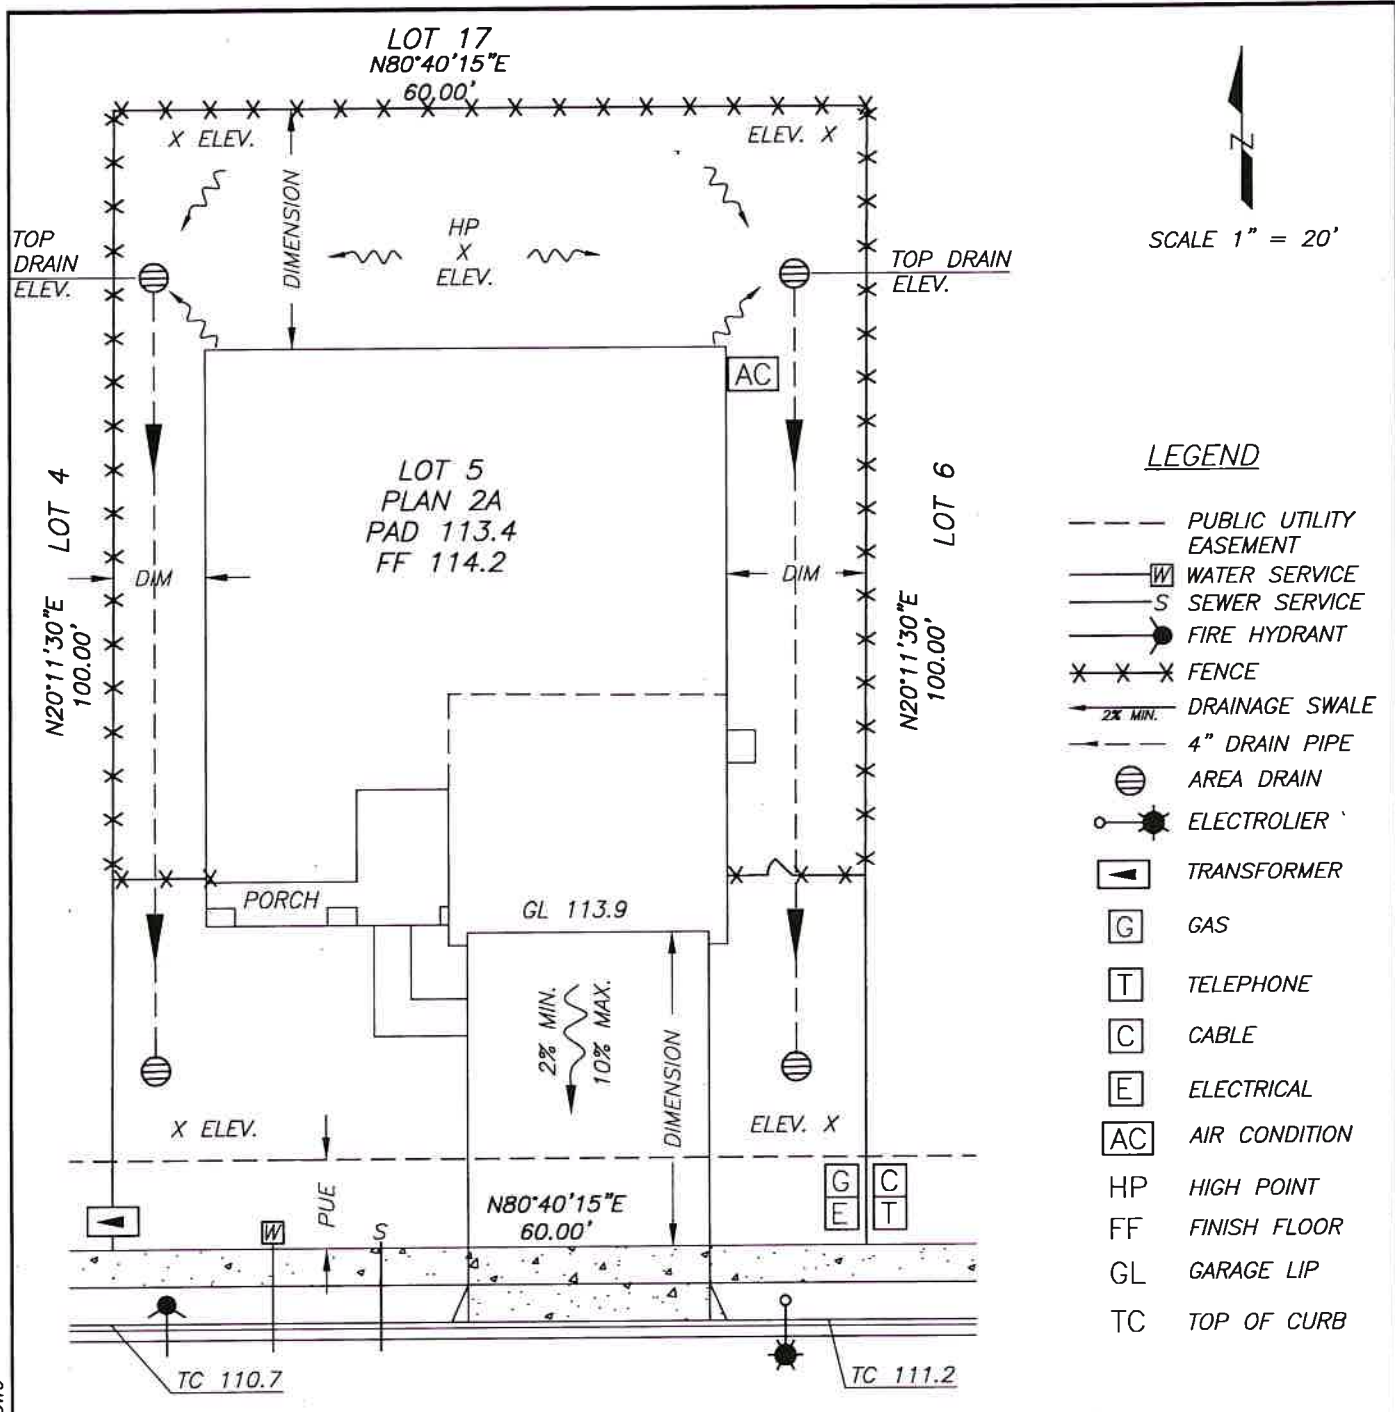 LOT 17
N80°40'15"E
60.00'
X ELEV.
ELEV. X
DIMENSION
HP
X
ELEV.
TOP
DRAIN
ELEV.
TOP DRAIN
ELEV.
N
SCALE 1" = 20'
AC
LOT 5
PLAN 2A
PAD 113.4
FF 114.2
LOT 4
N20°11'30"E
100.00'
DIM
DIM
LOT 6
N20°11'30"E
100.00'
PORCH
GL 113.9
2% MIN.
10% MAX.
DIMENSION
X ELEV.
ELEV. X
PUE
N80°40'15"E
60.00'
G
E
C
T
W
S
TC 110.7
TC 111.2
LEGEND
PUBLIC UTILITY
EASEMENT
W WATER SERVICE
S SEWER SERVICE
FIRE HYDRANT
FENCE
2% MIN. DRAINAGE SWALE
4" DRAIN PIPE
AREA DRAIN
ELECTROLIER
TRANSFORMER
G GAS
T TELEPHONE
C CABLE
E ELECTRICAL
AC AIR CONDITION
HP HIGH POINT
FF FINISH FLOOR
GL GARAGE LIP
TC TOP OF CURB